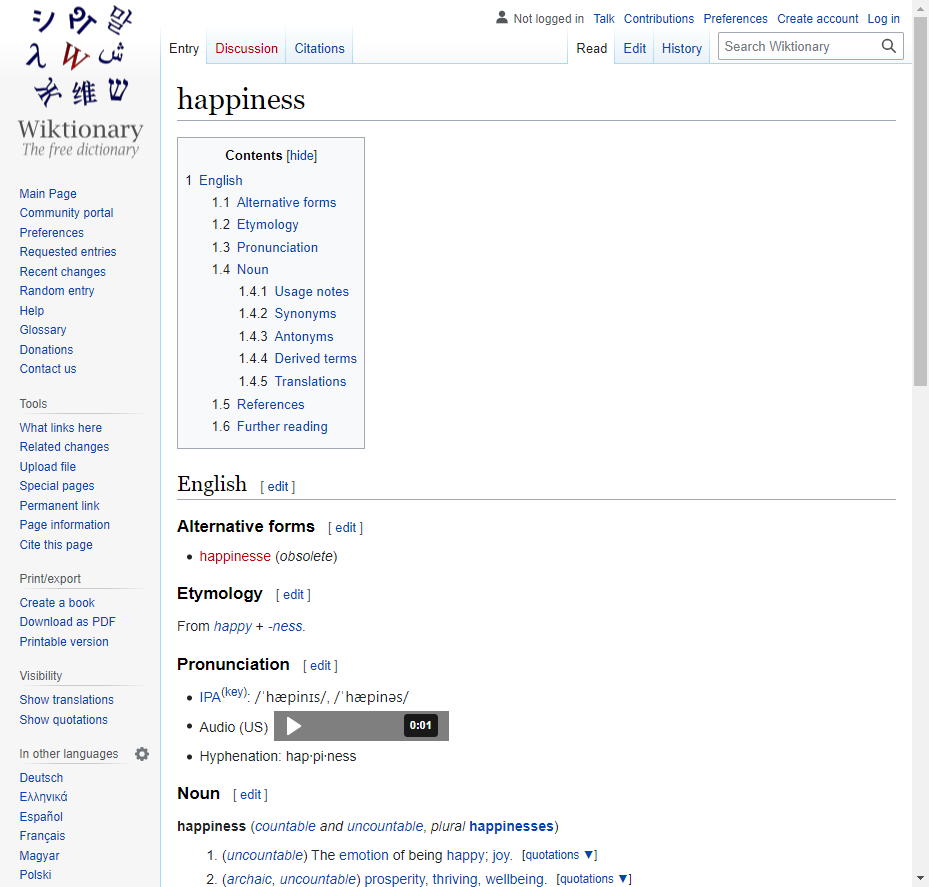 Not logged in Talk Contributions Preferences Create account Log in
Entry Discussion Citations Read Edit History Search Wiktionary
シ Թ 말
λ W ش
 维 ש
Wiktionary
The free dictionary
Main Page
Community portal
Preferences
Requested entries
Recent changes
Random entry
Help
Glossary
Donations
Contact us
Tools
What links here
Related changes
Upload file
Special pages
Permanent link
Page information
Cite this page
Print/export
Create a book
Download as PDF
Printable version
Visibility
Show translations
Show quotations
In other languages
Deutsch
Ελληνικά
Español
Français
Magyar
Polski
happiness
Contents [hide]
1 English
1.1 Alternative forms
1.2 Etymology
1.3 Pronunciation
1.4 Noun
1.4.1 Usage notes
1.4.2 Synonyms
1.4.3 Antonyms
1.4.4 Derived terms
1.4.5 Translations
1.5 References
1.6 Further reading
English [ edit ]
Alternative forms [ edit ]
• happinesse (obsolete)
Etymology [ edit ]
From happy + -ness.
Pronunciation [ edit ]
• IPA(key): /ˈhæpinɪs/, /ˈhæpinəs/
• Audio (US) 0:01
• Hyphenation: hap·pi·ness
Noun [ edit ]
happiness (countable and uncountable, plural happinesses)
1. (uncountable) The emotion of being happy; joy. [quotations ▼]
2. (archaic, uncountable) prosperity, thriving, wellbeing. [quotations ▼]